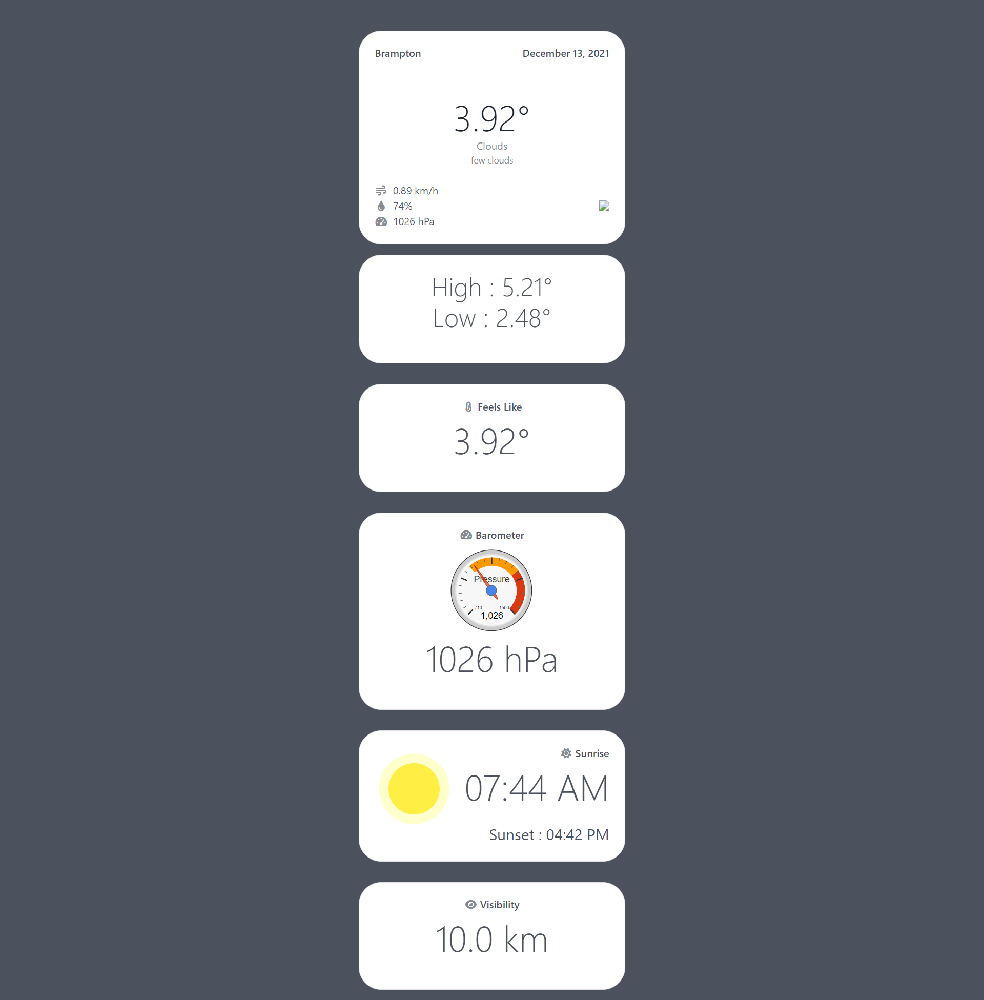 Brampton December 13, 2021
3.92°
Clouds
few clouds
0.89 km/h
74%
1026 hPa
High : 5.21°
Low : 2.48°
Feels Like
3.92°
Barometer
Pressure
710 1560
1,026
1026 hPa
Sunrise
07:44 AM
Sunset : 04:42 PM
Visibility
10.0 km